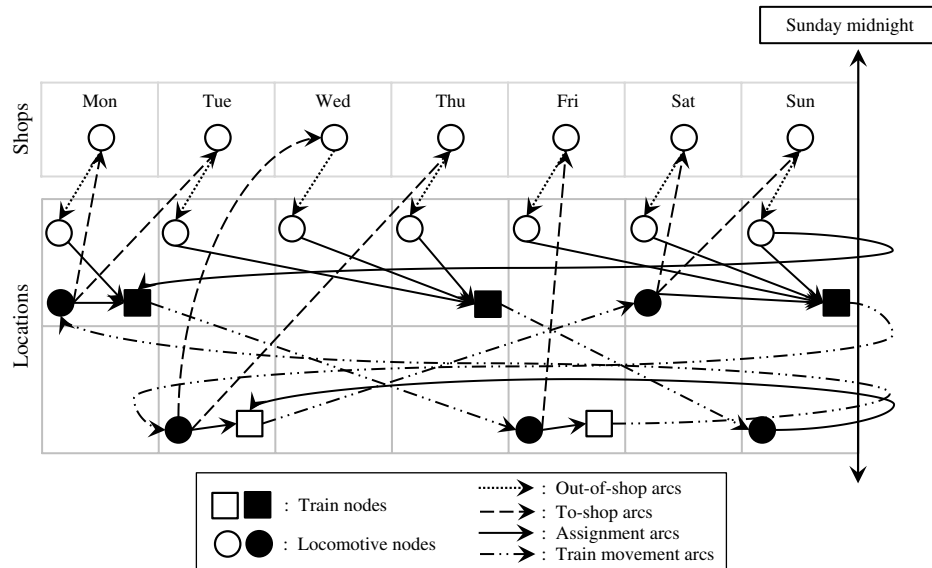 Sunday midnight
Mon Tue Wed Thu Fri Sat Sun
Shops
Locations
: Train nodes
: Locomotive nodes
: Out-of-shop arcs
: To-shop arcs
: Assignment arcs
: Train movement arcs